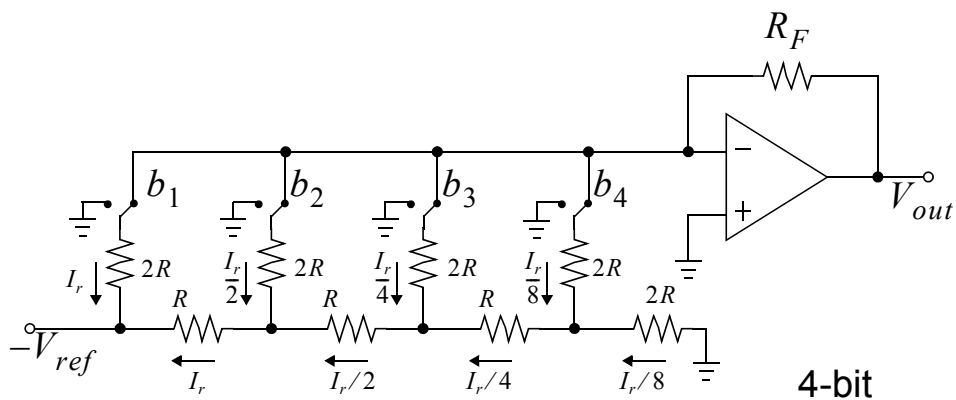 R_F
b_1 b_2 b_3 b_4
−
+
V_out
I_r 2R I_r/2 2R I_r/4 2R I_r/8 2R
R R R 2R
−V_ref
I_r I_r/2 I_r/4 I_r/8
4-bit